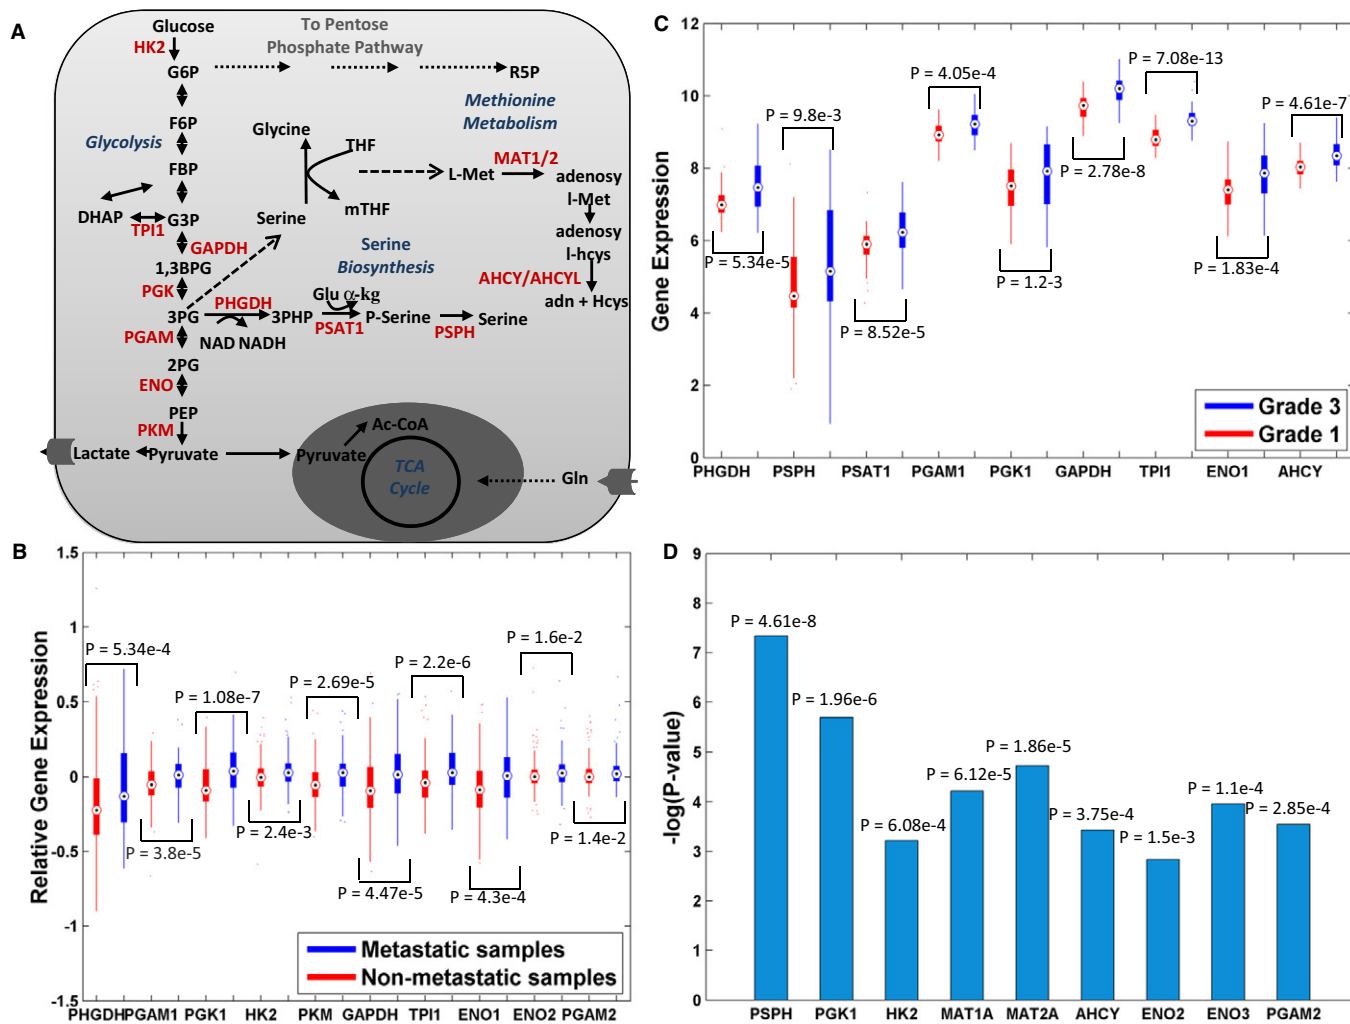 A
Glucose
HK2
To Pentose
Phosphate Pathway
G6P
R5P
Methionine
Metabolism
F6P
Glycolysis
Glycine
THF
MAT1/2
FBP
L-Met
adenosy
l-Met
DHAP
G3P
TPI1
Serine
mTHF
adenosy
l-hcys
GAPDH
Serine
Biosynthesis
1,3BPG
AHCY/AHCYL
PGK
PHGDH
Glu α-kg
adn + Hcys
3PG
3PHP
P-Serine
Serine
PSAT1
PSPH
PGAM
NAD NADH
2PG
ENO
PEP
PKM
Ac-CoA
Lactate
Pyruvate
Pyruvate
TCA
Cycle
Gln
B
Relative Gene Expression
1.5
1
0.5
0
-0.5
-1
-1.5
P = 5.34e-4
P = 3.8e-5
P = 1.08e-7
P = 2.4e-3
P = 2.69e-5
P = 4.47e-5
P = 2.2e-6
P = 4.3e-4
P = 1.6e-2
P = 1.4e-2
Metastatic samples
Non-metastatic samples
PHGDH PGAM1 PGK1 HK2 PKM GAPDH TPI1 ENO1 ENO2 PGAM2
C
Gene Expression
12
10
8
6
4
2
0
P = 5.34e-5
P = 9.8e-3
P = 8.52e-5
P = 4.05e-4
P = 1.2-3
P = 2.78e-8
P = 7.08e-13
P = 1.83e-4
P = 4.61e-7
Grade 3
Grade 1
PHGDH PSPH PSAT1 PGAM1 PGK1 GAPDH TPI1 ENO1 AHCY
D
-log(P-value)
9
8
7
6
5
4
3
2
1
0
P = 4.61e-8
P = 1.96e-6
P = 6.08e-4
P = 6.12e-5
P = 1.86e-5
P = 3.75e-4
P = 1.5e-3
P = 1.1e-4
P = 2.85e-4
PSPH PGK1 HK2 MAT1A MAT2A AHCY ENO2 ENO3 PGAM2